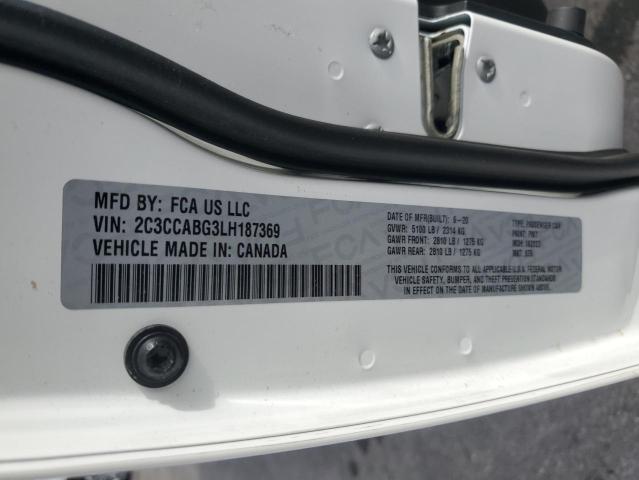 MFD BY: FCA US LLC
VIN: 2C3CCABG3LH187369
VEHICLE MADE IN: CANADA
DATE OF MFR(BUILT): 9-20
GVWR: 5100 LB / 2314 KG
GAWR FRONT: 2810 LB / 1275 KG
GAWR REAR: 2810 LB / 1275 KG
TYPE: PASSENGER CAR
PNT: PW7
THIS VEHICLE CONFORMS TO ALL APPLICABLE U.S.A. FEDERAL MOTOR
VEHICLE SAFETY, BUMPER, AND THEFT PREVENTION STANDARDS
IN EFFECT ON THE DATE OF MANUFACTURE SHOWN ABOVE.